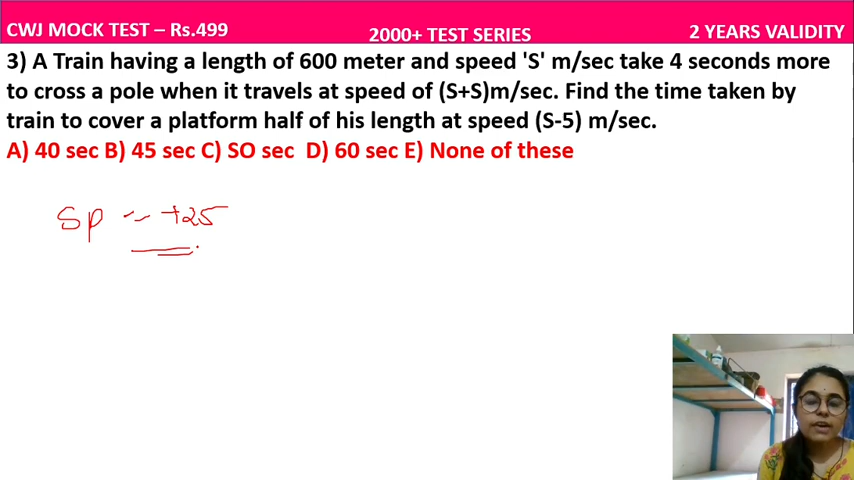 CWJ MOCK TEST – Rs.499
2000+ TEST SERIES
2 YEARS VALIDITY
3) A Train having a length of 600 meter and speed 'S' m/sec take 4 seconds more
to cross a pole when it travels at speed of (S+S)m/sec. Find the time taken by
train to cover a platform half of his length at speed (S-5) m/sec.
A) 40 sec B) 45 sec C) SO sec D) 60 sec E) None of these
Sp = +25